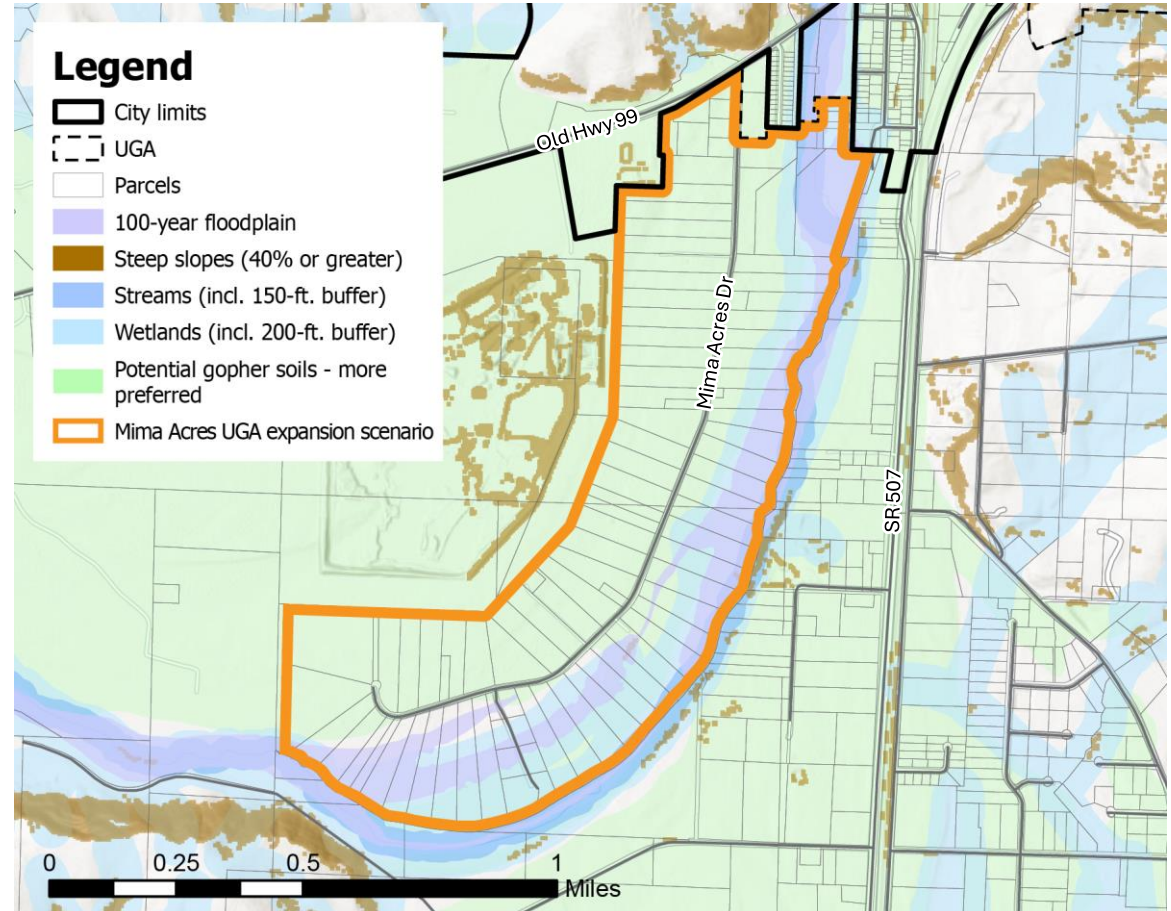 Legend
City limits
UGA
Parcels
100-year floodplain
Steep slopes (40% or greater)
Streams (incl. 150-ft. buffer)
Wetlands (incl. 200-ft. buffer)
Potential gopher soils - more
preferred
Mima Acres UGA expansion scenario
Old Hwy 99
Mima Acres Dr
SR 507
0 0.25 0.5 1
Miles